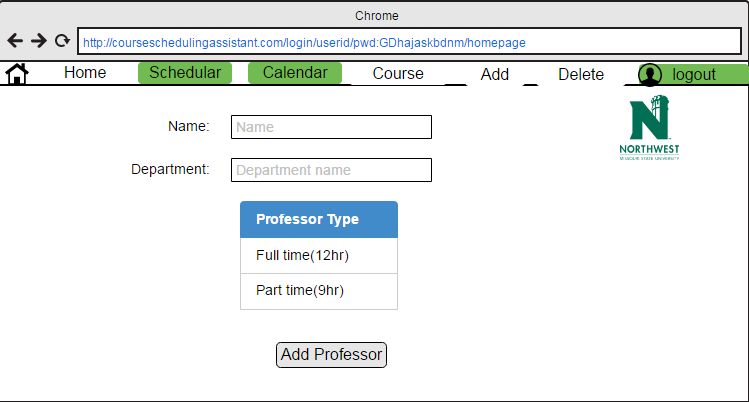 Chrome
http://courseschedulingassistant.com/login/userid/pwd:GDhajaskbdnm/homepage
Home Schedular Calendar Course Add Delete logout
N
NORTHWEST
MISSOURI STATE UNIVERSITY
Name: Name
Department: Department name
Professor Type
Full time(12hr)
Part time(9hr)
Add Professor